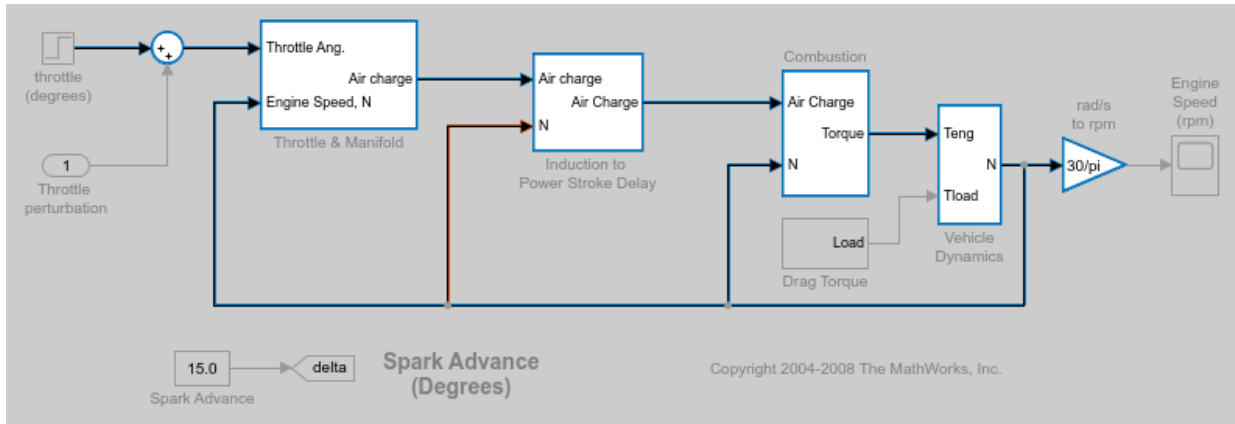 throttle
(degrees)
+
+
1
Throttle
perturbation
Throttle Ang.
Air charge
Engine Speed, N
Throttle & Manifold
Air charge
Air Charge
N
Induction to
Power Stroke Delay
Combustion
Air Charge
Torque
N
Load
Drag Torque
Teng
N
Tload
Vehicle
Dynamics
rad/s
to rpm
30/pi
Engine
Speed
(rpm)
15.0
Spark Advance
delta
Spark Advance
(Degrees)
Copyright 2004-2008 The MathWorks, Inc.